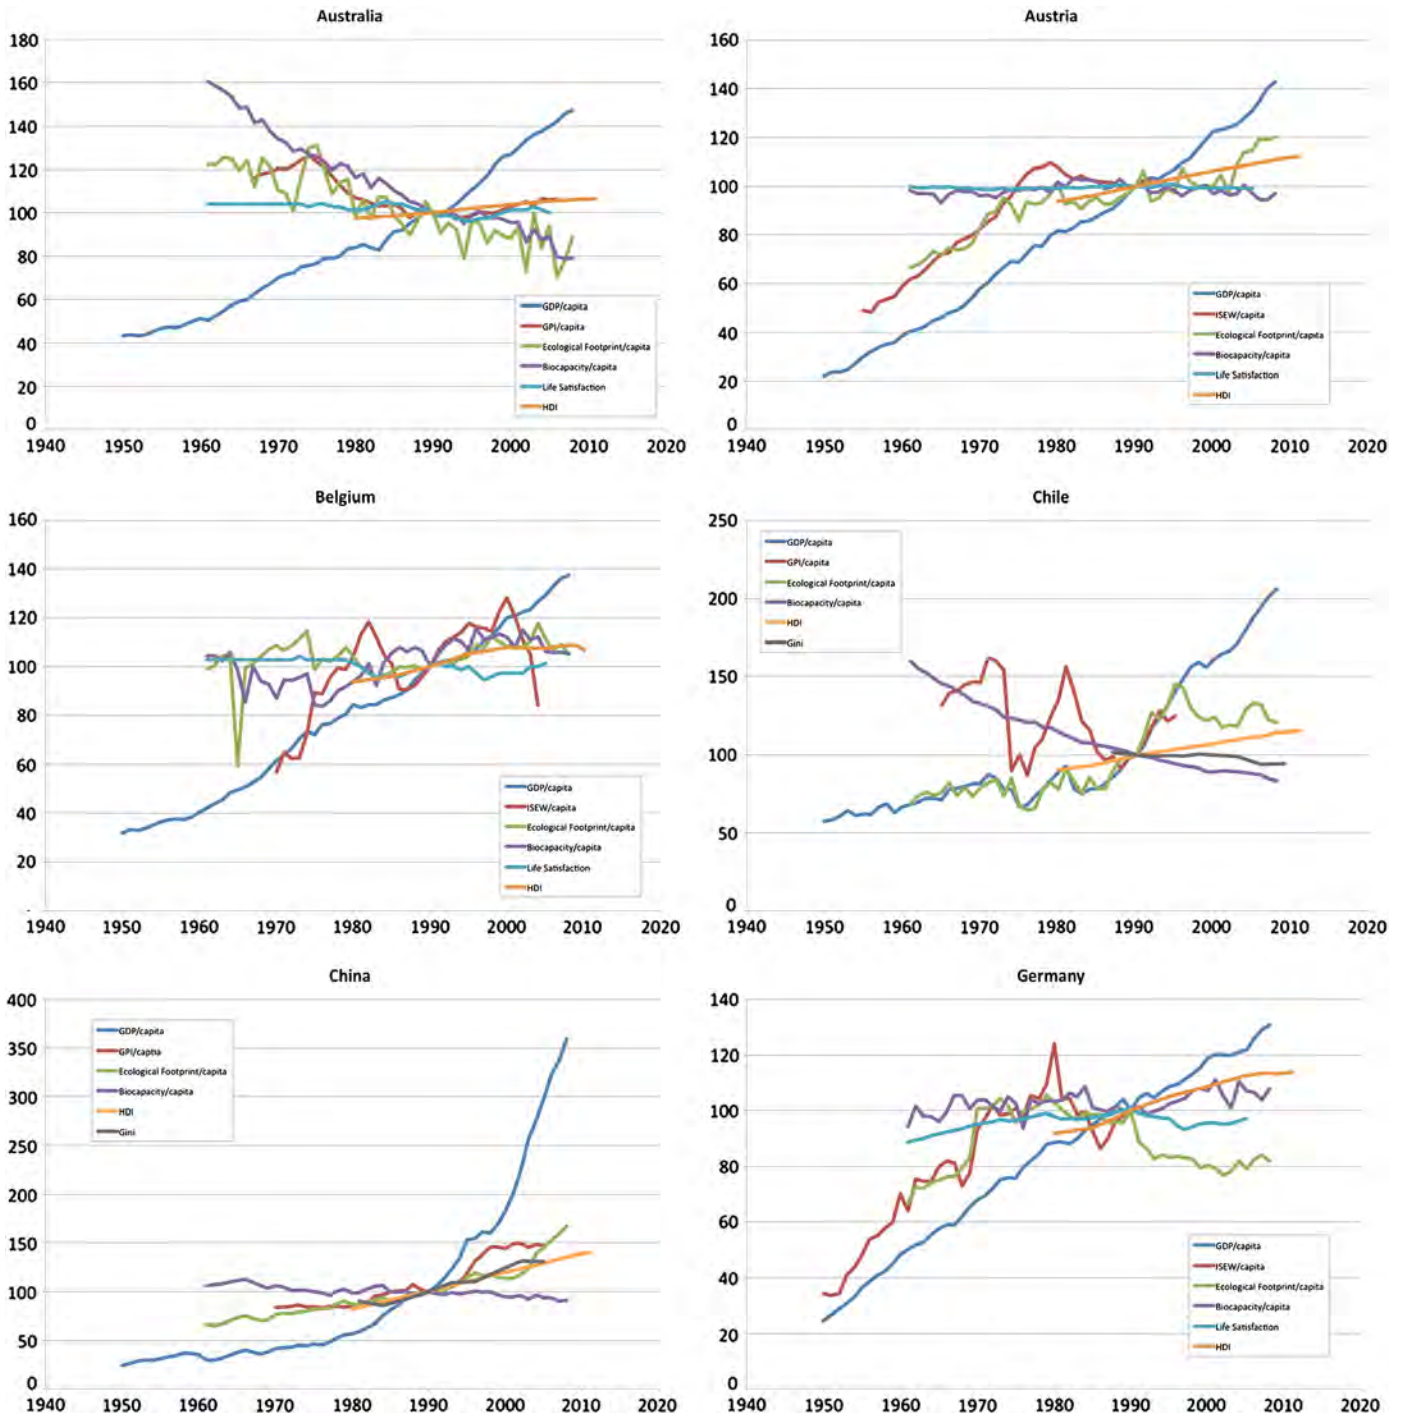 Australia
180
160
140
120
100
80
60
40
20
0
1940 1950 1960 1970 1980 1990 2000 2010 2020
GDP/capita
GPI/capita
Ecological Footprint/capita
Biocapacity/capita
Life Satisfaction
HDI
Austria
160
140
120
100
80
60
40
20
0
1940 1950 1960 1970 1980 1990 2000 2010 2020
GDP/capita
ISEW/capita
Ecological Footprint/capita
Biocapacity/capita
Life Satisfaction
HDI
Belgium
160
140
120
100
80
60
40
20
-
1940 1950 1960 1970 1980 1990 2000 2010 2020
GDP/capita
ISEW/capita
Ecological Footprint/capita
Biocapacity/capita
Life Satisfaction
HDI
Chile
250
200
150
100
50
0
1940 1950 1960 1970 1980 1990 2000 2010 2020
GDP/capita
GPI/capita
Ecological Footprint/capita
Biocapacity/capita
HDI
Gini
China
400
350
300
250
200
150
100
50
0
1940 1950 1960 1970 1980 1990 2000 2010 2020
GDP/capita
GPI/captia
Ecological Footprint/capita
Biocapacity/capita
HDI
Gini
Germany
140
120
100
80
60
40
20
0
1940 1950 1960 1970 1980 1990 2000 2010 2020
GDP/capita
ISEW/capita
Ecological Footprint/capita
Biocapacity/capita
Life Satisfaction
HDI